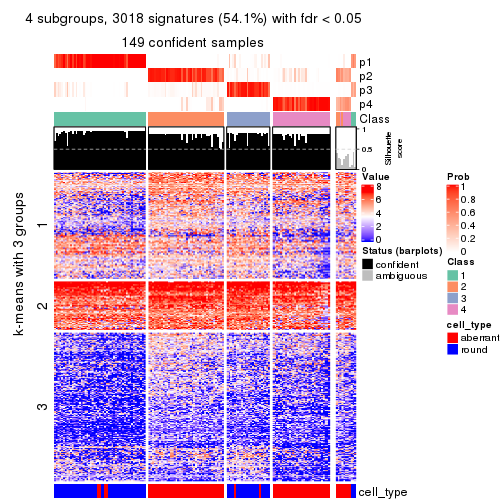 4 subgroups, 3018 signatures (54.1%) with fdr < 0.05
149 confident samples
p1
p2
p3
p4
Class
1
0.5
0
Silhouette
score
k-means with 3 groups
1
2
3
cell_type
Value
8
6
4
2
0
Status (barplots)
confident
ambiguous
Prob
1
0.8
0.6
0.4
0.2
0
Class
1
2
3
4
cell_type
aberrant
round